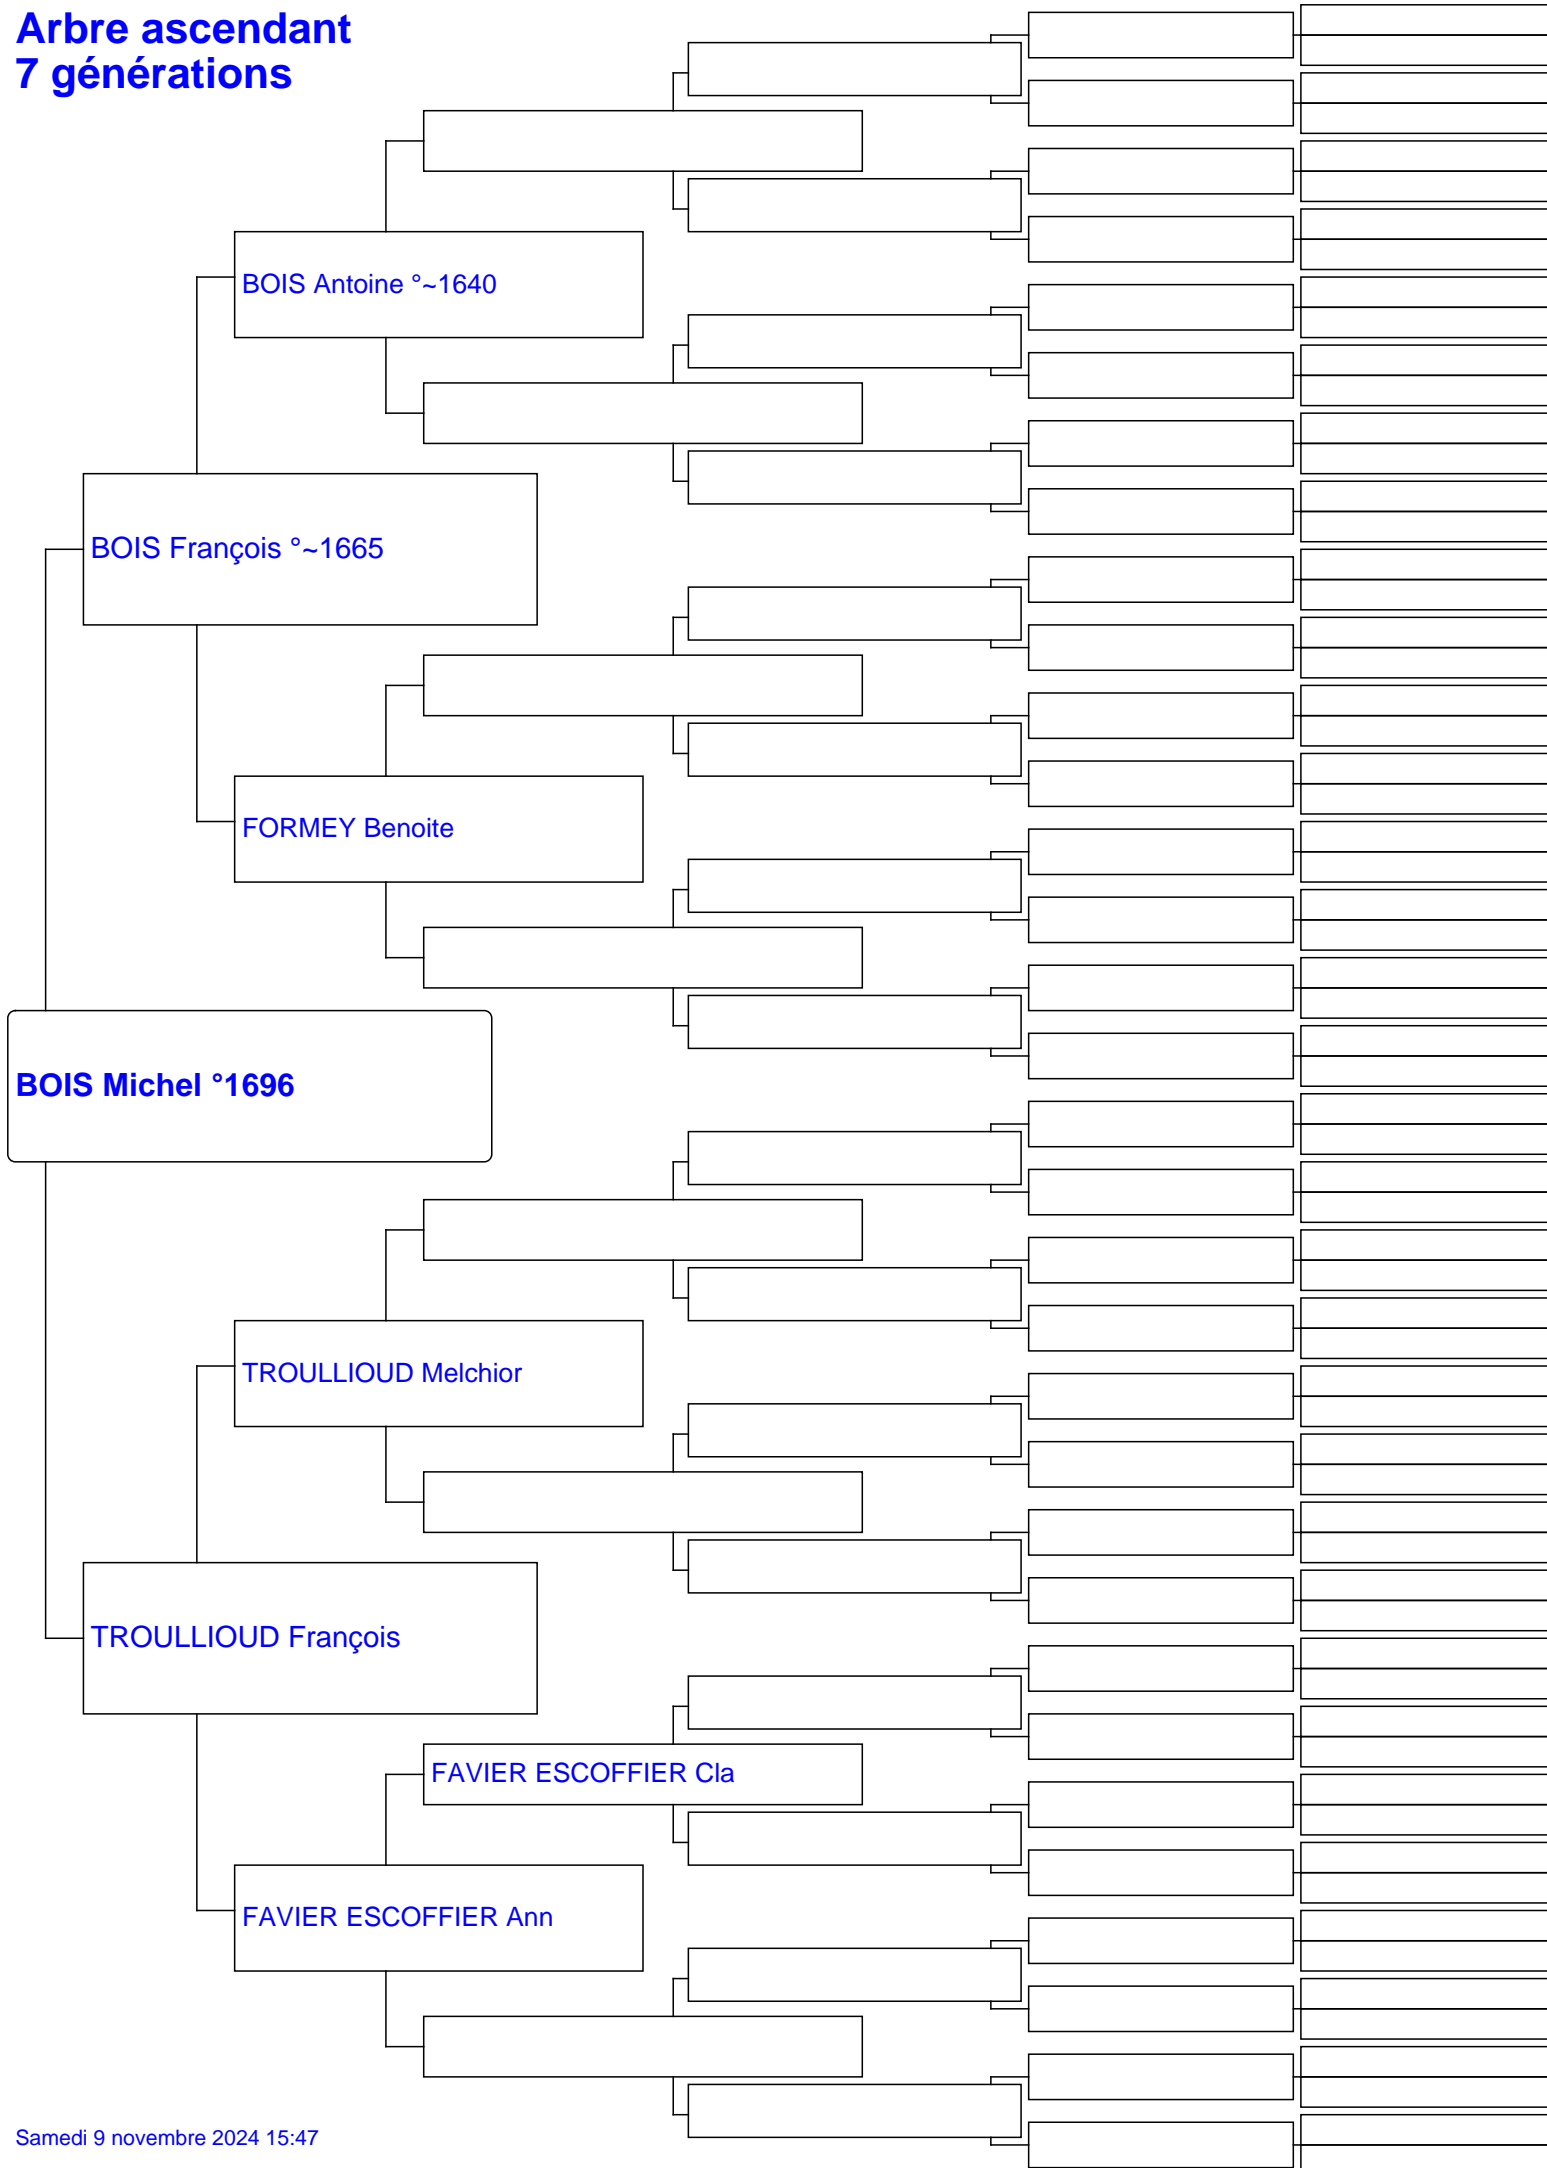 Arbre ascendant
7 générations
BOIS Antoine °~1640
BOIS François °~1665
FORMEY Benoite
BOIS Michel °1696
TROULLIOUD Melchior
TROULLIOUD François
FAVIER ESCOFFIER Cla
FAVIER ESCOFFIER Ann
Samedi 9 novembre 2024 15:47